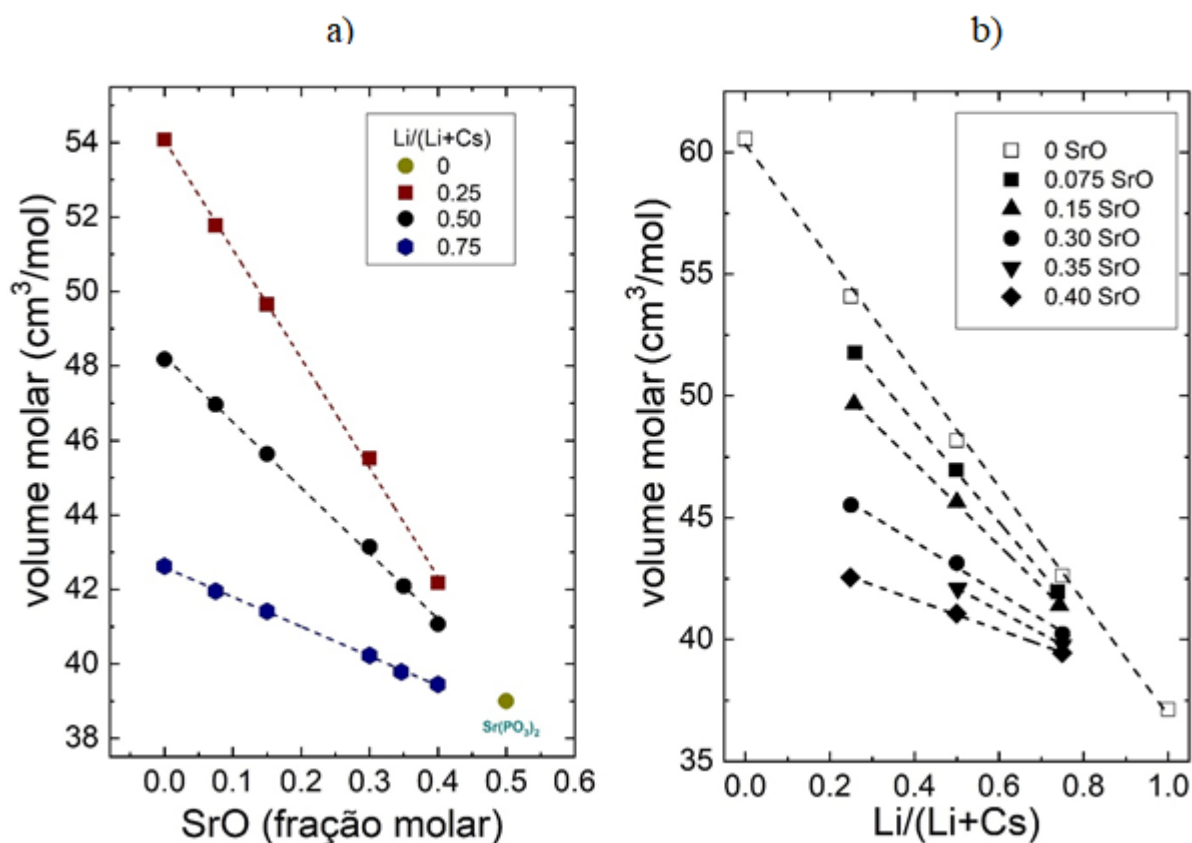 a)
b)
Li/(Li+Cs)
0
0.25
0.50
0.75
54
52
50
48
46
44
42
40
38
volume molar (cm³/mol)
Sr(PO₃)₂
0.0 0.1 0.2 0.3 0.4 0.5 0.6
SrO (fração molar)
0 SrO
0.075 SrO
0.15 SrO
0.30 SrO
0.35 SrO
0.40 SrO
60
55
50
45
40
35
volume molar (cm³/mol)
0.0 0.2 0.4 0.6 0.8 1.0
Li/(Li+Cs)